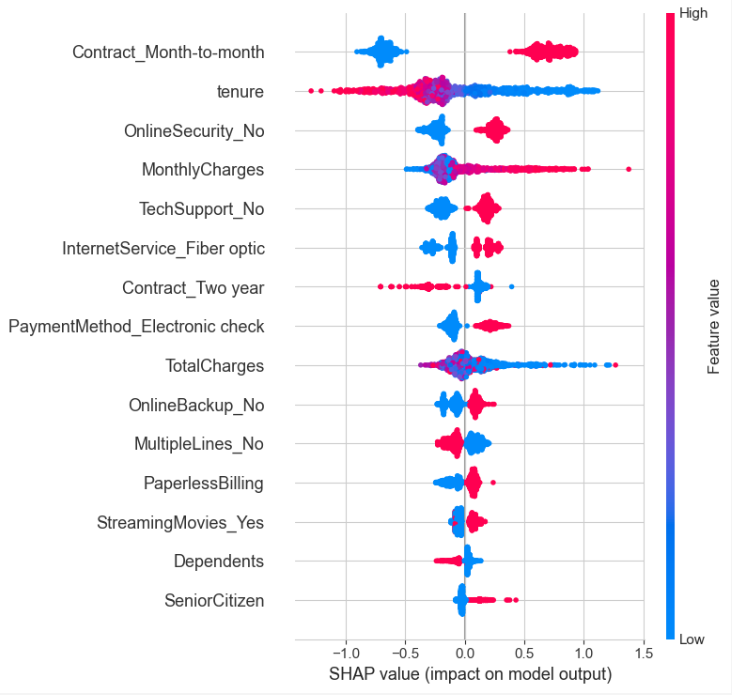 High
Contract_Month-to-month
tenure
OnlineSecurity_No
MonthlyCharges
TechSupport_No
InternetService_Fiber optic
Contract_Two year
PaymentMethod_Electronic check
TotalCharges
OnlineBackup_No
MultipleLines_No
PaperlessBilling
StreamingMovies_Yes
Dependents
SeniorCitizen
Feature value
Low
−1.0 −0.5 0.0 0.5 1.0 1.5
SHAP value (impact on model output)